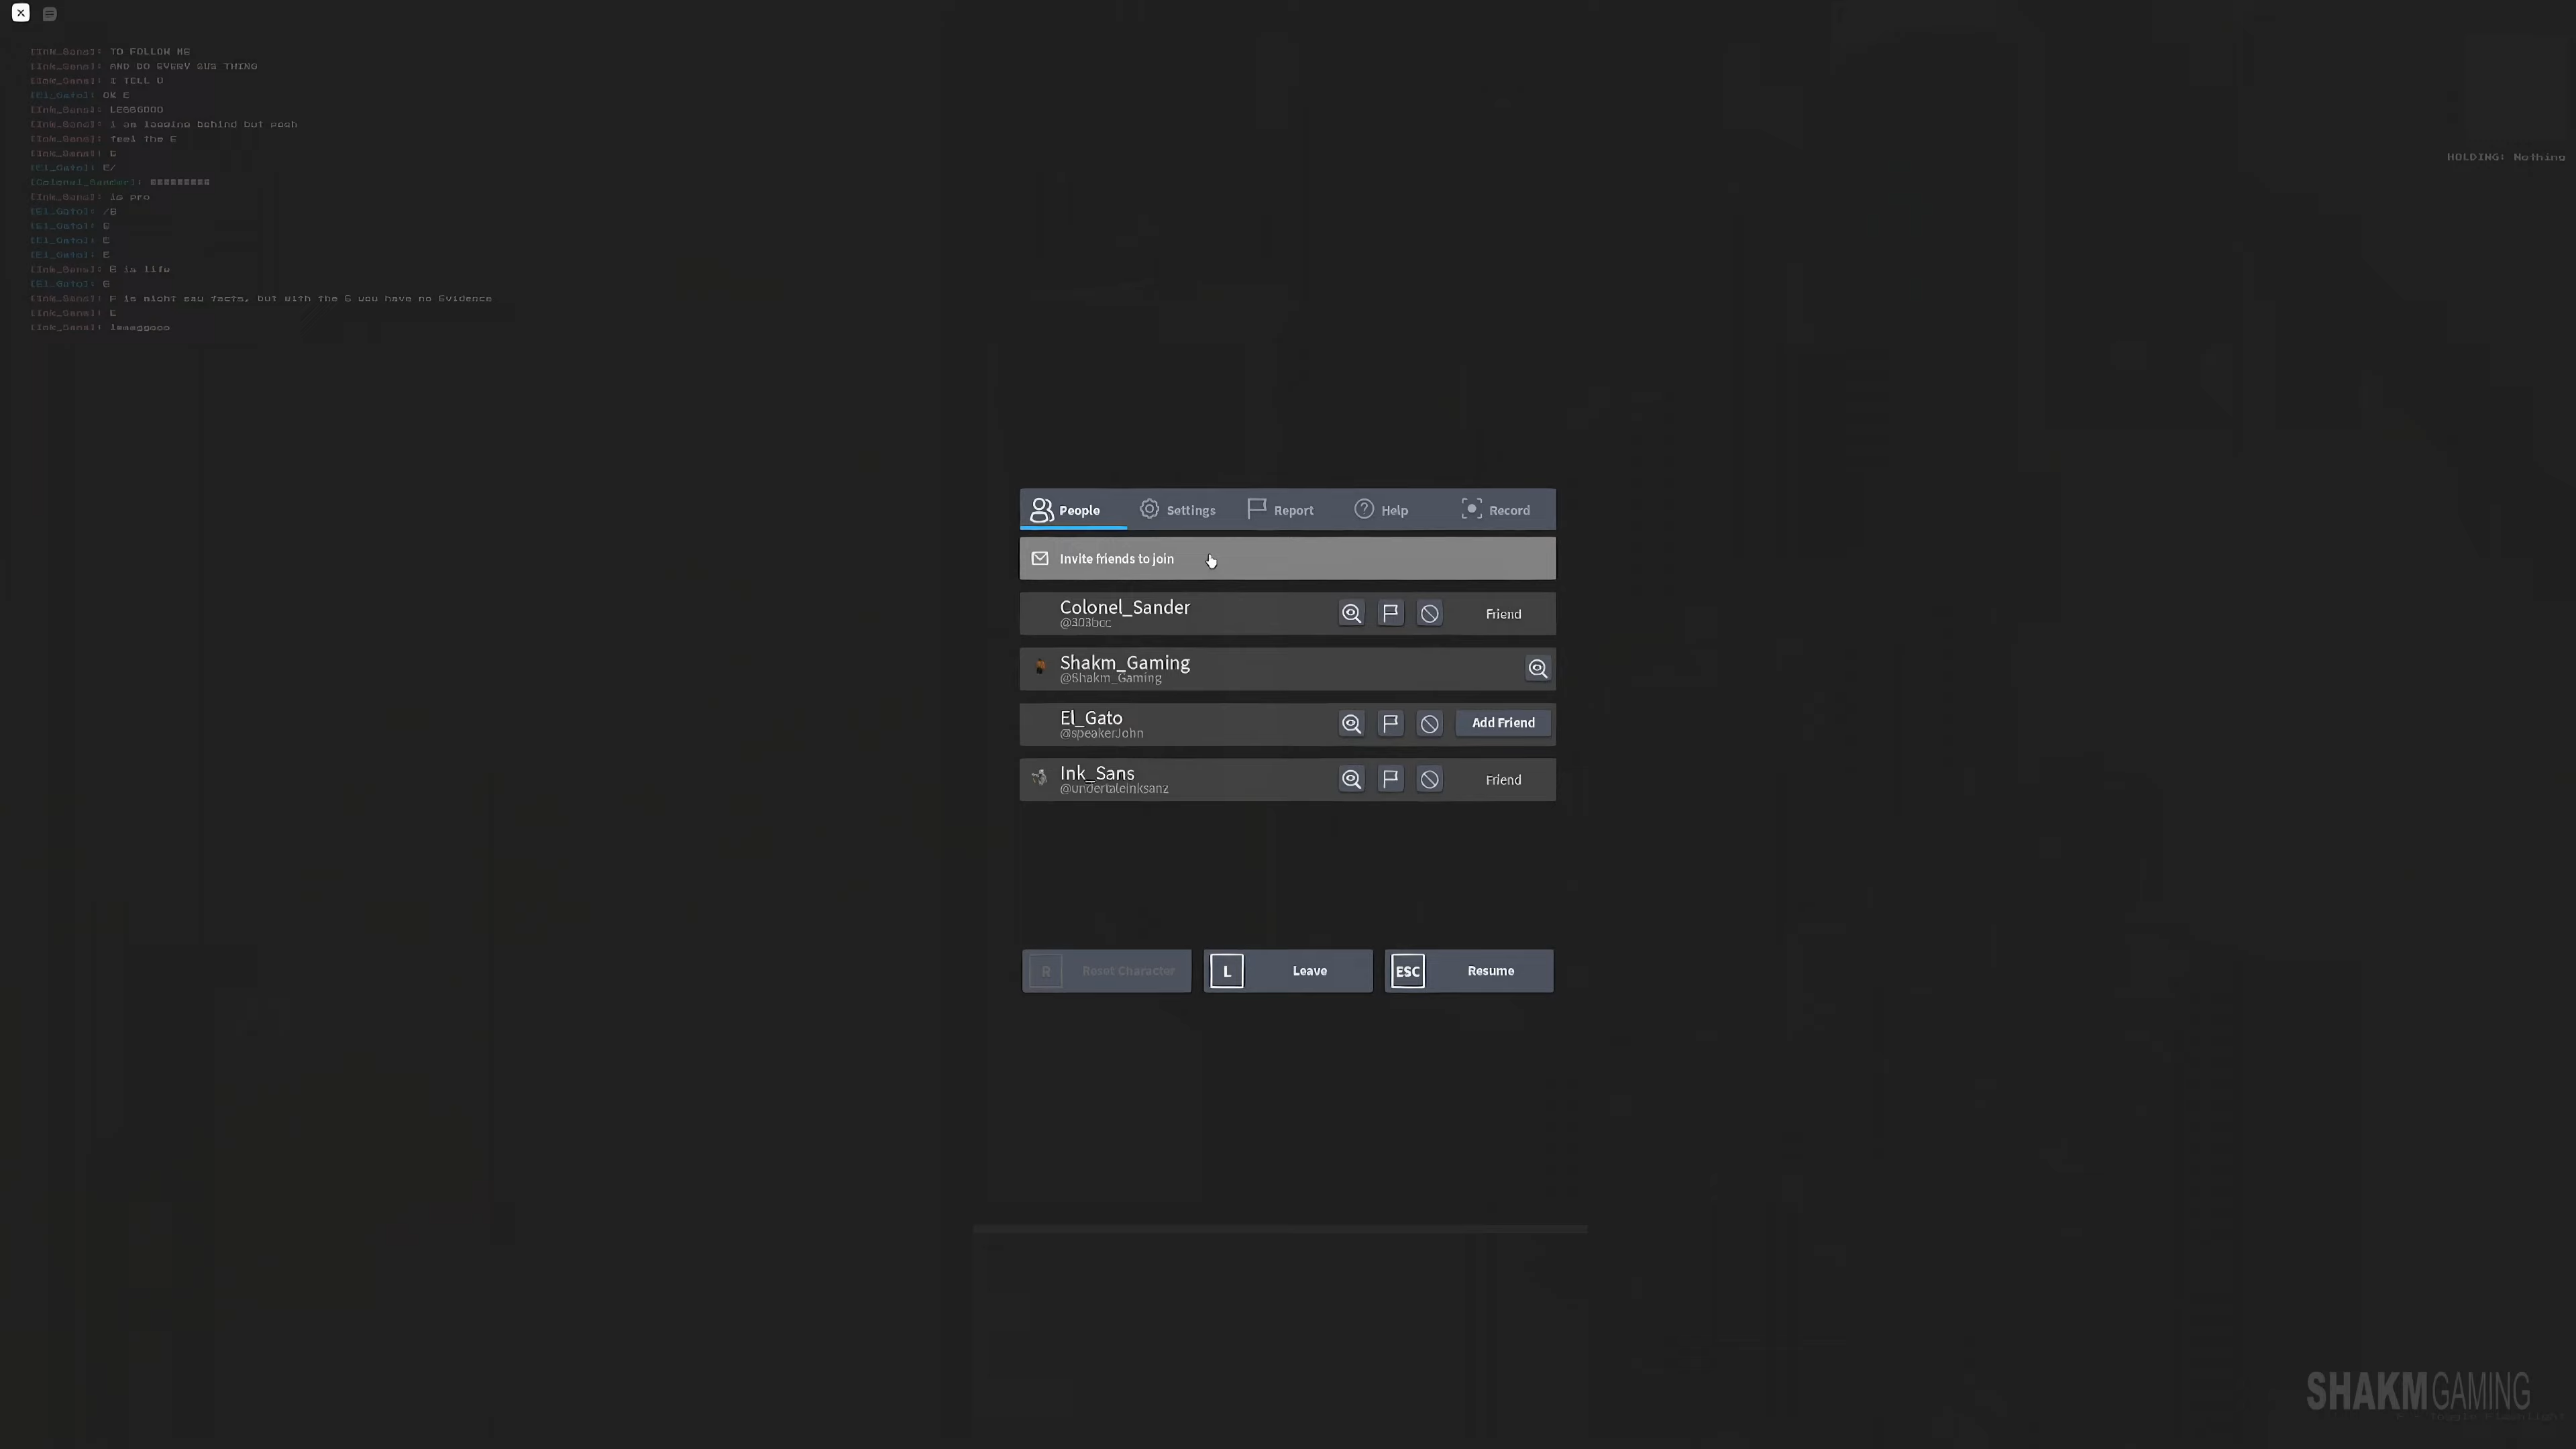 [Ink_Sans]: TO FOLLOW ME
[Ink_Sans]: AND DO EVERY SUS THING
[Ink_Sans]: I TELL U
[El_Gato]: OK E
[Ink_Sans]: LESSGOOO
[Ink_Sans]: i am lagging behind but
[Ink_Sans]: feel the E
[Ink_Sans]: E
[El_Gato]: E/
[Colonel_Sander]:
[Ink_Sans]: is pro
[El_Gato]: /E
[El_Gato]: E
[El_Gato]: E
[El_Gato]: E
[Ink_Sans]: E is life
[El_Gato]: E
[Ink_Sans]: F is might say facts, but with the E you have no Evidence
[Ink_Sans]: E
[Ink_Sans]:
HOLDING: Nothing
People
Settings
Report
Help
Record
Invite friends to join
Colonel_Sander
@303bcc
Friend
Shakm_Gaming
@Shakm_Gaming
El_Gato
@speakerJohn
Add Friend
Ink_Sans
@undertaleinksanz
Friend
R Reset Character
L Leave
ESC Resume
SHAKMGAMING